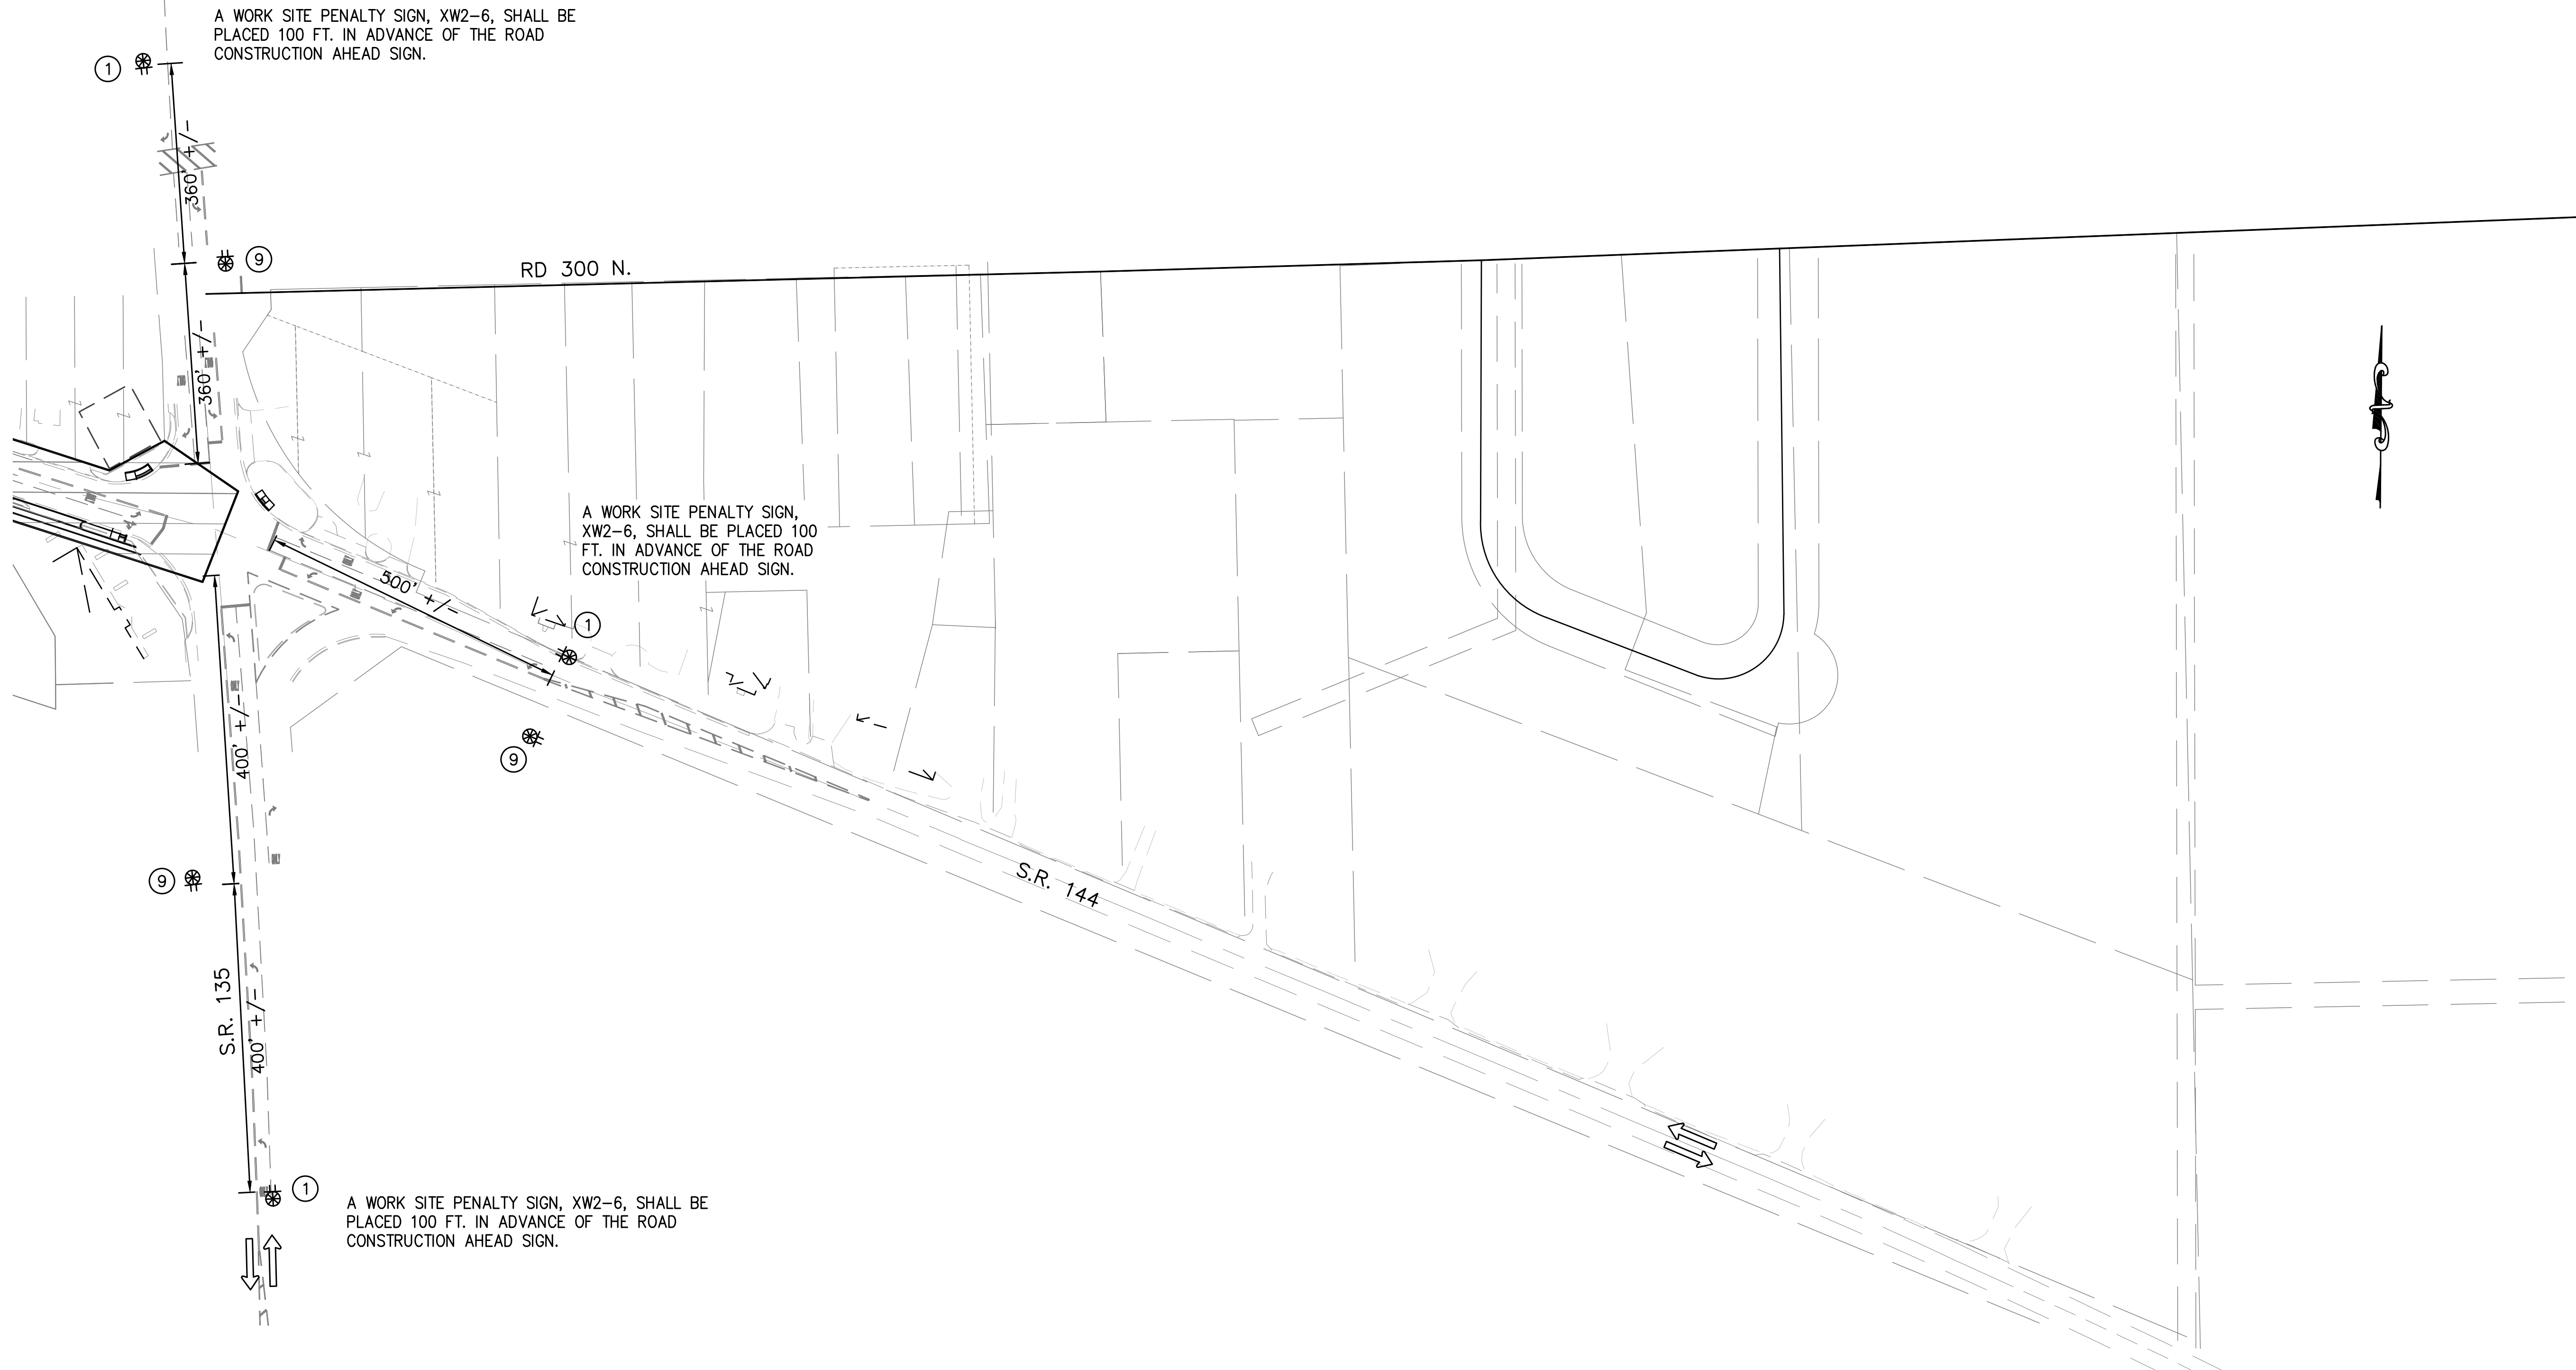 A WORK SITE PENALTY SIGN, XW2-6, SHALL BE
PLACED 100 FT. IN ADVANCE OF THE ROAD
CONSTRUCTION AHEAD SIGN.
1
360' +/-
9
RD 300 N.
360' +/-
A WORK SITE PENALTY SIGN,
XW2-6, SHALL BE PLACED 100
FT. IN ADVANCE OF THE ROAD
CONSTRUCTION AHEAD SIGN.
500' +/-
1
9
400' +/-
9
S.R. 144
S.R. 135
400' +/-
1
A WORK SITE PENALTY SIGN, XW2-6, SHALL BE
PLACED 100 FT. IN ADVANCE OF THE ROAD
CONSTRUCTION AHEAD SIGN.